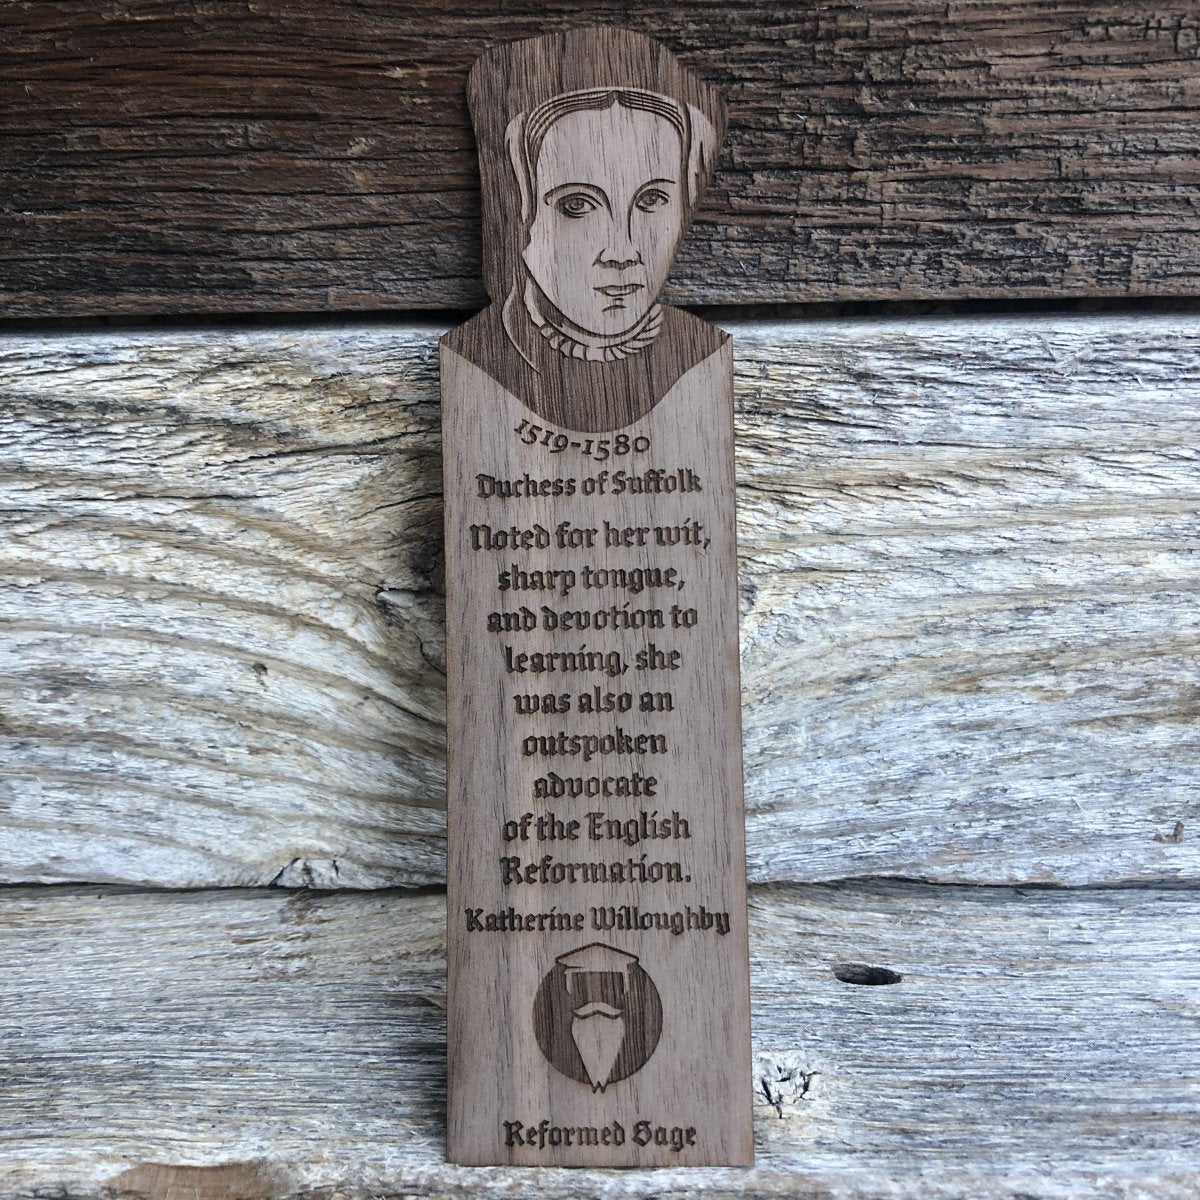 1519-1580
Duchess of Suffolk
Noted for her wit,
sharp tongue,
and devotion to
learning, she
was also an
outspoken
advocate
of the English
Reformation.
Katherine Willoughby
Reformed Sage